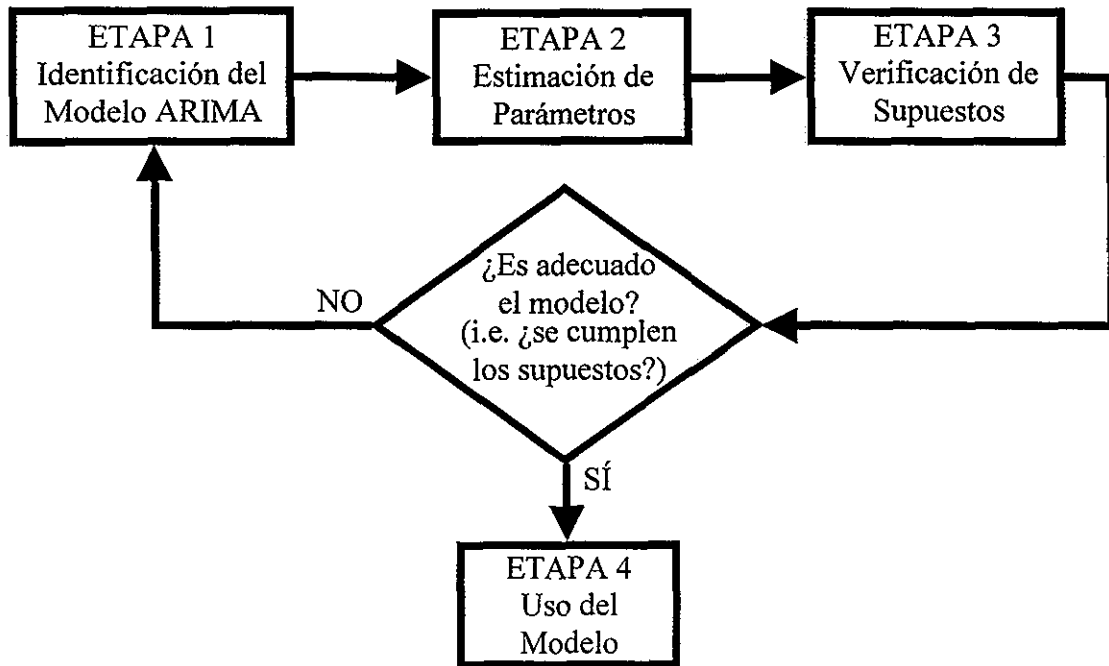 ETAPA 1
Identificación del
Modelo ARIMA
ETAPA 2
Estimación de
Parámetros
ETAPA 3
Verificación de
Supuestos
¿Es adecuado
el modelo?
(i.e. ¿se cumplen
los supuestos?)
NO
SÍ
ETAPA 4
Uso del
Modelo